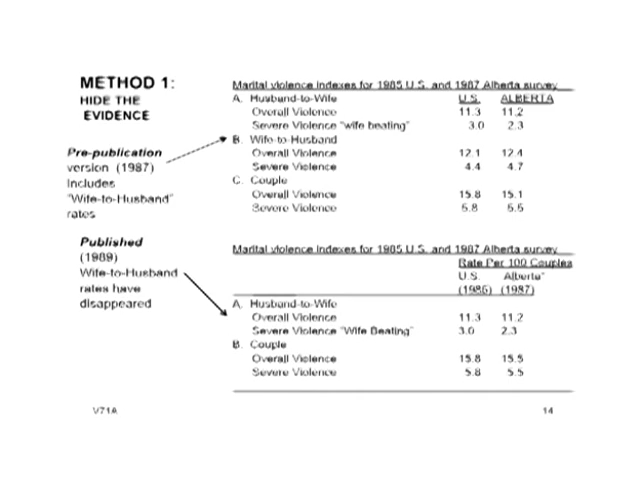 METHOD 1:
HIDE THE
EVIDENCE
Pre-publication
version (1987)
Includes
"Wife-to-Husband"
rates
Marital violence indexes for 1985 U.S. and 1987 Alberta survey
U.S. ALBERTA
A. Husband-to-Wife
Overall Violence 11.3 11.2
Severe Violence "wife beating" 3.0 2.3
B. Wife-to-Husband
Overall Violence 12.1 12.4
Severe Violence 4.4 4.7
C. Couple
Overall Violence 15.8 15.1
Severe Violence 5.8 5.5
Published
(1989)
Wife-to-Husband
rates have
disappeared
Marital violence indexes for 1985 U.S. and 1987 Alberta survey
Rate Per 100 Couples
U.S. Alberta
(1987)
A. Husband-to-Wife
Overall Violence 11.3 11.2
Severe Violence "Wife Beating" 3.0 2.3
B. Couple
Overall Violence 15.8 15.5
Severe Violence 5.8 5.5
V71A 14